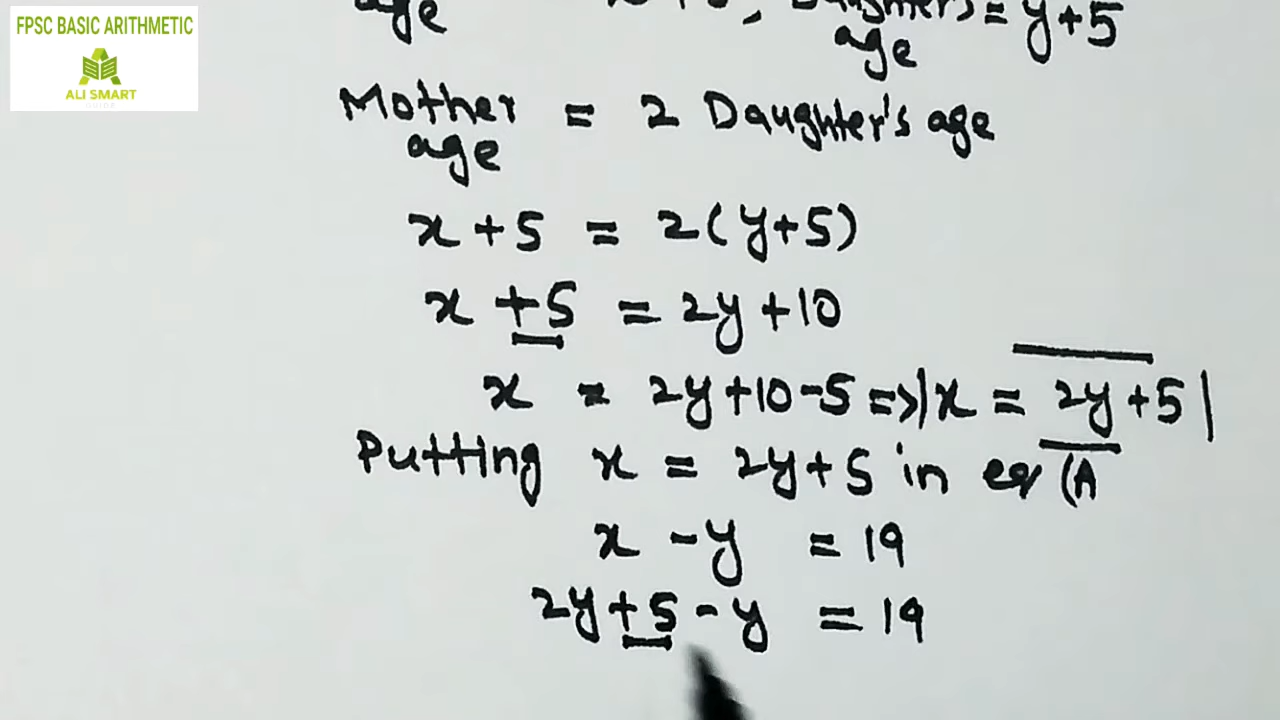 FPSC BASIC ARITHMETIC
ALI SMART
GUIDE
age , Daughter's age = y+5
Mother age = 2 Daughter's age
x + 5 = 2(y+5)
x + 5 = 2y + 10
x = 2y+10-5 => |x = 2y+5|
Putting x = 2y+5 in eq (A
x - y = 19
2y + 5 - y = 19